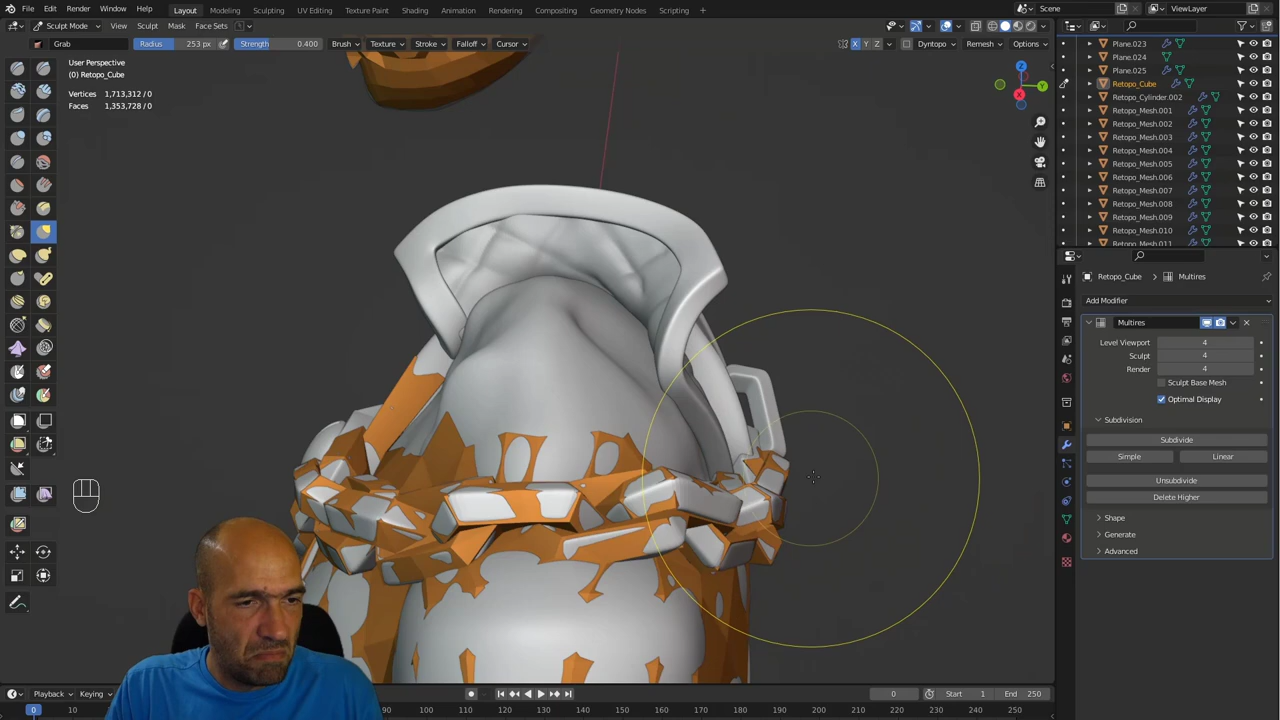 File Edit Render Window Help Layout Modeling Sculpting UV Editing Texture Paint Shading Animation Rendering Compositing Geometry Nodes Scripting + Scene ViewLayer
Sculpt Mode View Sculpt Mask Face Sets
Grab Radius 253 px Strength 0.400 Brush Texture Stroke Falloff Cursor X Y Z Dyntopo Remesh Options
User Perspective
(0) Retopo_Cube
Vertices 1,713,312 / 0
Faces 1,353,728 / 0
Z
Y
X
Plane.023
Plane.024
Plane.025
Retopo_Cube
Retopo_Cylinder.002
Retopo_Mesh.001
Retopo_Mesh.002
Retopo_Mesh.003
Retopo_Mesh.004
Retopo_Mesh.005
Retopo_Mesh.006
Retopo_Mesh.007
Retopo_Mesh.008
Retopo_Mesh.009
Retopo_Mesh.010
Retopo_Mesh.011
Retopo_Cube > Multires
Add Modifier
Multires
Level Viewport 4
Sculpt 4
Render 4
Sculpt Base Mesh
Optimal Display
Subdivision
Subdivide
Simple Linear
Unsubdivide
Delete Higher
Shape
Generate
Advanced
Playback Keying 0 Start 1 End 250
0 10 90 100 110 120 130 140 150 160 170 180 190 200 210 220 230 240 250